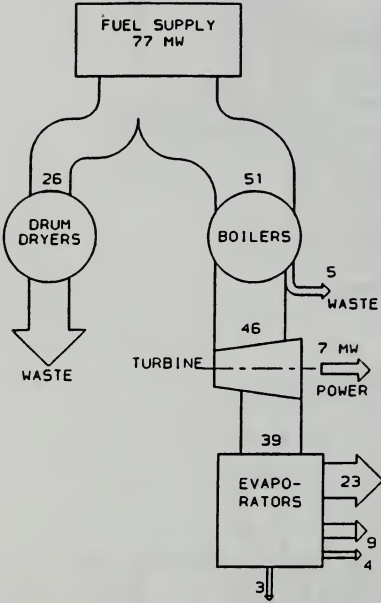 FUEL SUPPLY
77 MW
26
51
DRUM
DRYERS
BOILERS
5
WASTE
46
7 MW
TURBINE
POWER
WASTE
39
EVAPO-
RATORS
23
9
4
3